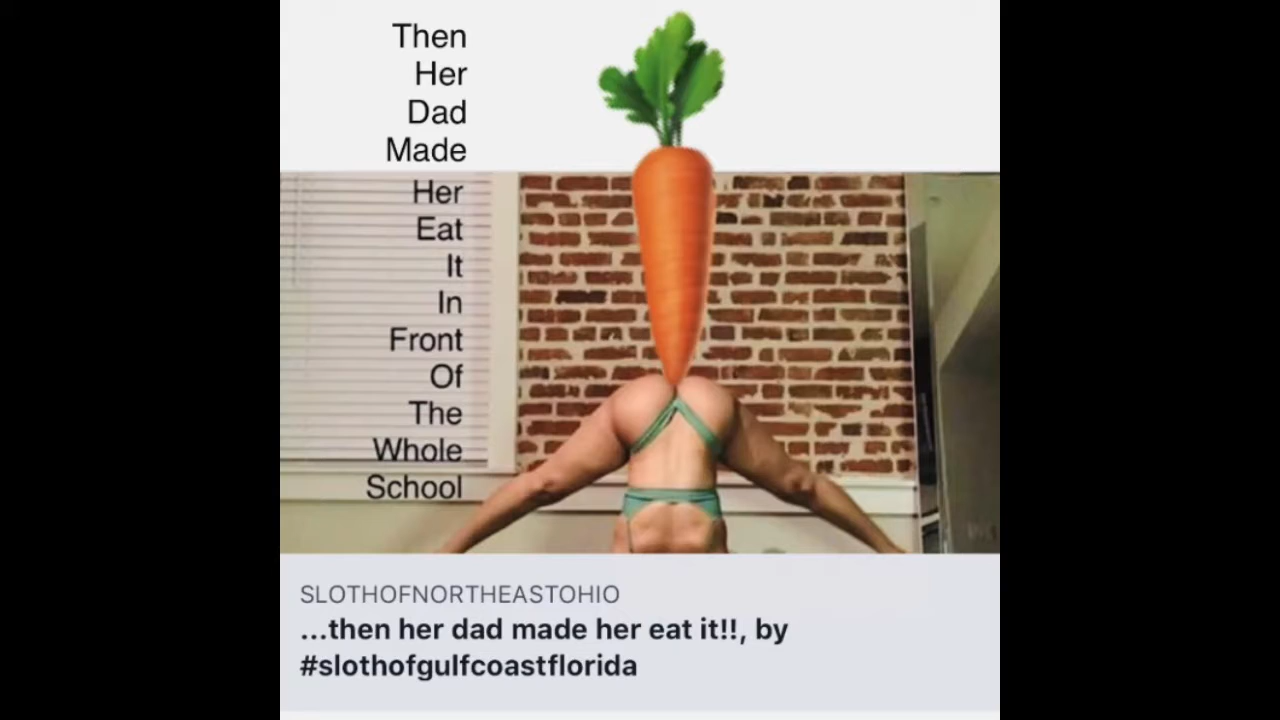 Then
Her
Dad
Made
Her
Eat
It
In
Front
Of
The
Whole
School
SLOTHOFNORTHEASTOHIO
...then her dad made her eat it!!, by
#slothofgulfcoastflorida